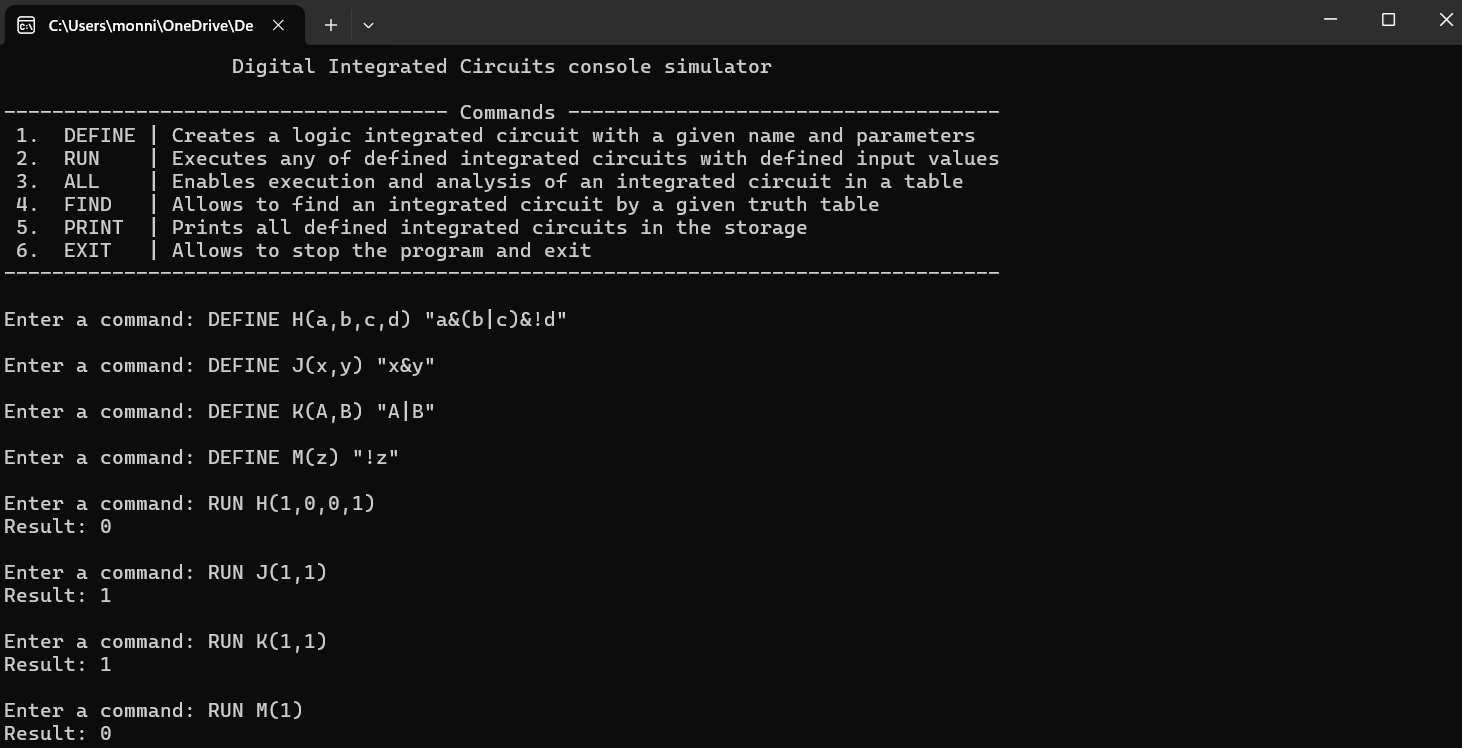 C:\Users\monni\OneDrive\De
Digital Integrated Circuits console simulator
------------------------------------- Commands ------------------------------------
1. DEFINE | Creates a logic integrated circuit with a given name and parameters
2. RUN | Executes any of defined integrated circuits with defined input values
3. ALL | Enables execution and analysis of an integrated circuit in a table
4. FIND | Allows to find an integrated circuit by a given truth table
5. PRINT | Prints all defined integrated circuits in the storage
6. EXIT | Allows to stop the program and exit
-----------------------------------------------------------------------------------
Enter a command: DEFINE H(a,b,c,d) "a&(b|c)&!d"
Enter a command: DEFINE J(x,y) "x&y"
Enter a command: DEFINE K(A,B) "A|B"
Enter a command: DEFINE M(z) "!z"
Enter a command: RUN H(1,0,0,1)
Result: 0
Enter a command: RUN J(1,1)
Result: 1
Enter a command: RUN K(1,1)
Result: 1
Enter a command: RUN M(1)
Result: 0